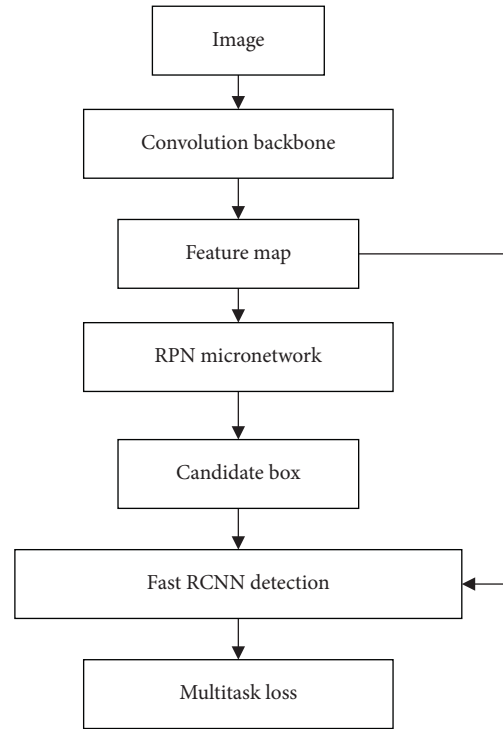 Image
Convolution backbone
Feature map
RPN micronetwork
Candidate box
Fast RCNN detection
Multitask loss